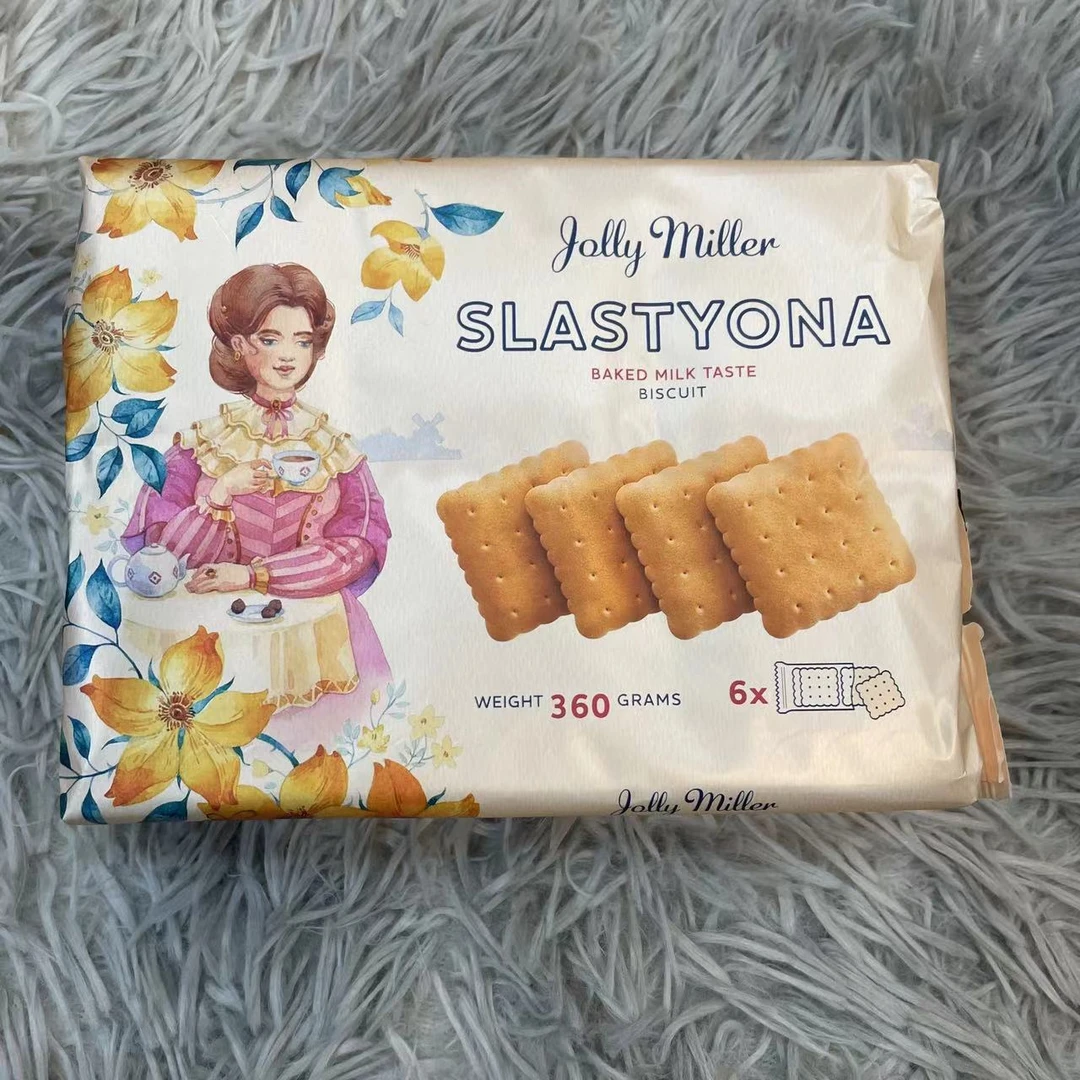 Jolly Miller
SLASTYONA
BAKED MILK TASTE
BISCUIT
WEIGHT 360 GRAMS
6x
Jolly Miller